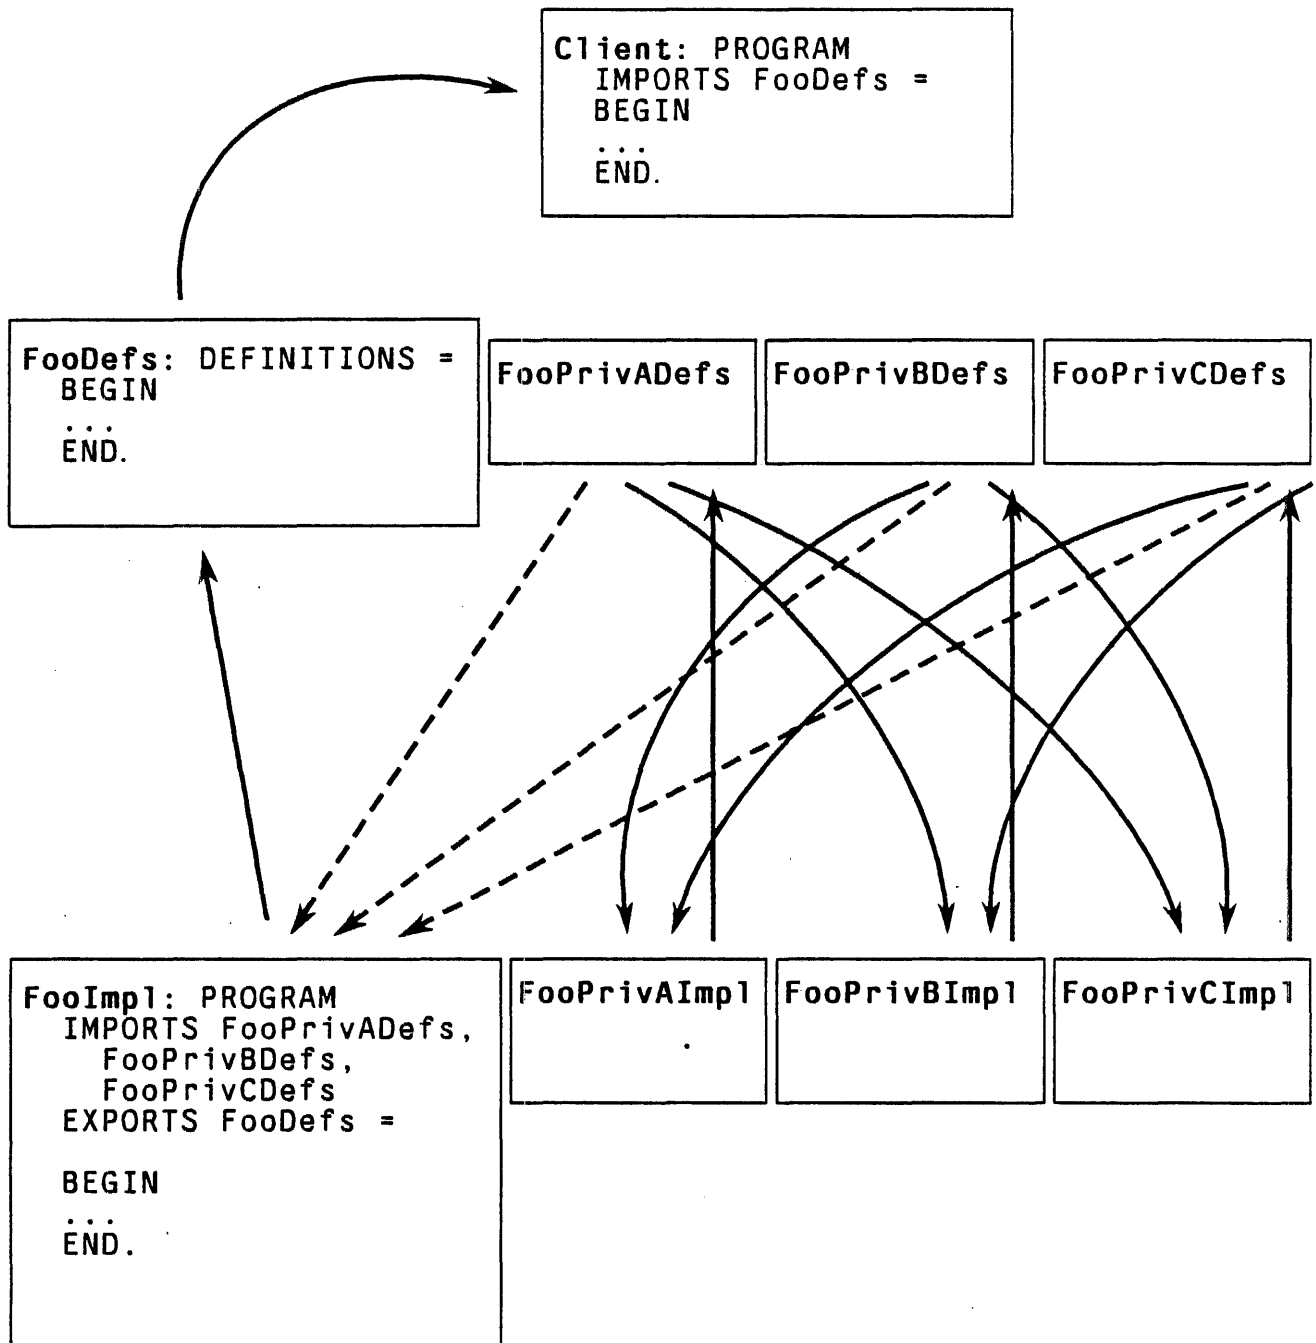 Client: PROGRAM
IMPORTS FooDefs =
BEGIN
...
END.
FooDefs: DEFINITIONS =
BEGIN
...
END.
FooPrivADefs
FooPrivBDefs
FooPrivCDefs
FooImpl: PROGRAM
IMPORTS FooPrivADefs,
FooPrivBDefs,
FooPrivCDefs
EXPORTS FooDefs =
BEGIN
...
END.
FooPrivAImpl
FooPrivBImpl
FooPrivCImpl